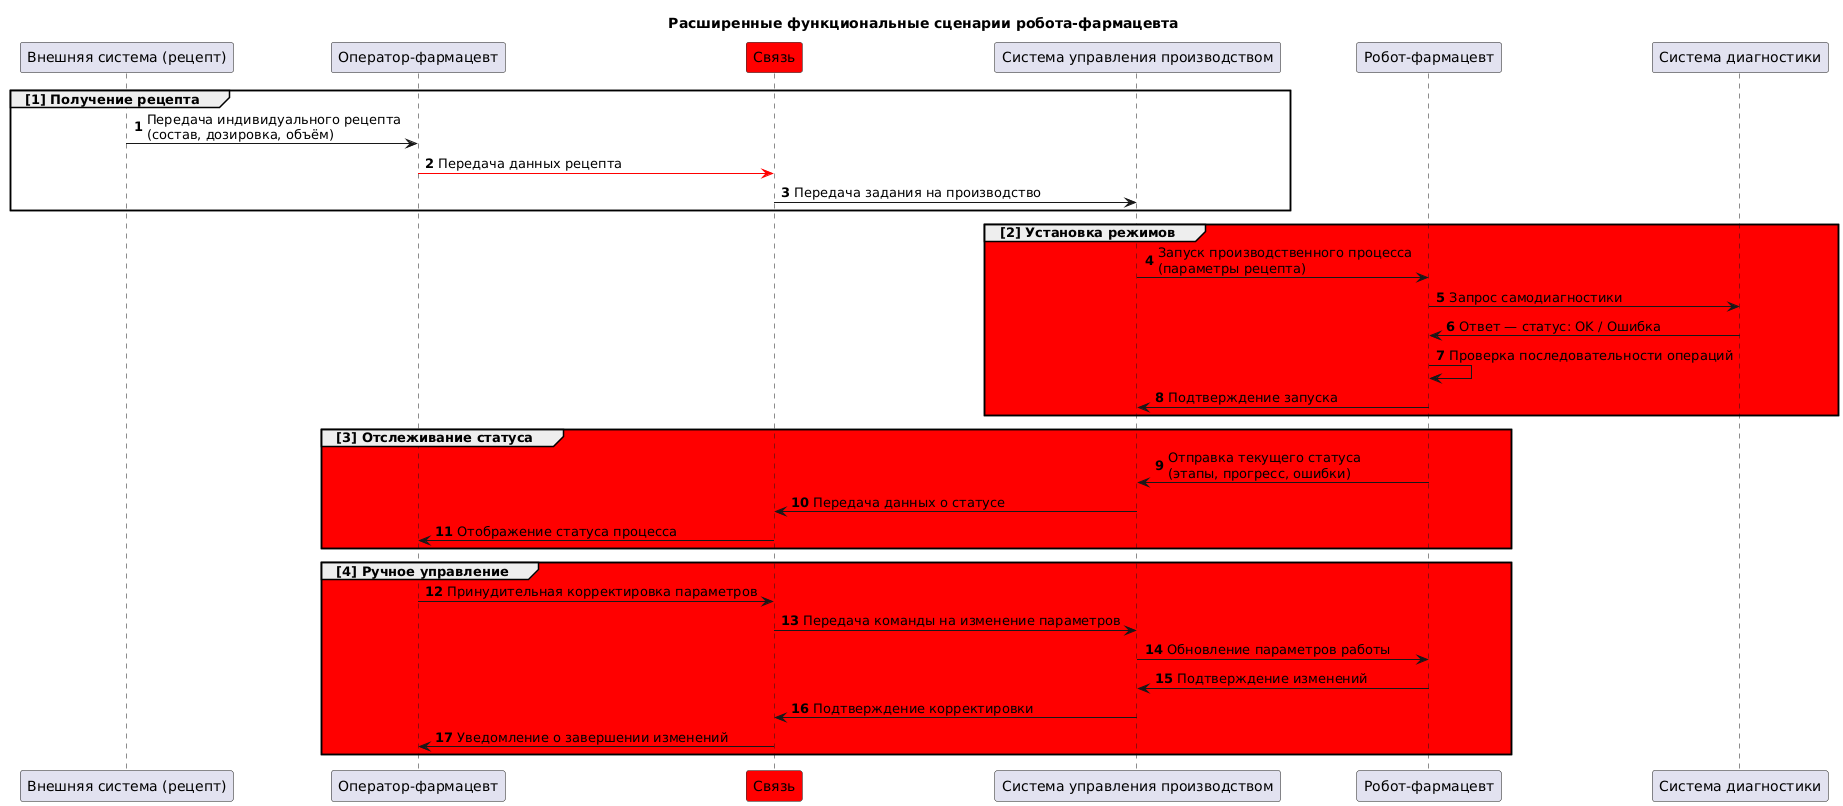 Расширенные функциональные сценарии робота-фармацевта
Внешняя система (рецепт)
Оператор-фармацевт
Связь
Система управления производством
Робот-фармацевт
Система диагностики
[1] Получение рецепта
1 Передача индивидуального рецепта
(состав, дозировка, объём)
2 Передача данных рецепта
3 Передача задания на производство
[2] Установка режимов
4 Запуск производственного процесса
(параметры рецепта)
5 Запрос самодиагностики
6 Ответ — статус: OK / Ошибка
7 Проверка последовательности операций
8 Подтверждение запуска
[3] Отслеживание статуса
9 Отправка текущего статуса
(этапы, прогресс, ошибки)
10 Передача данных о статусе
11 Отображение статуса процесса
[4] Ручное управление
12 Принудительная корректировка параметров
13 Передача команды на изменение параметров
14 Обновление параметров работы
15 Подтверждение изменений
16 Подтверждение корректировки
17 Уведомление о завершении изменений
Внешняя система (рецепт)
Оператор-фармацевт
Связь
Система управления производством
Робот-фармацевт
Система диагностики